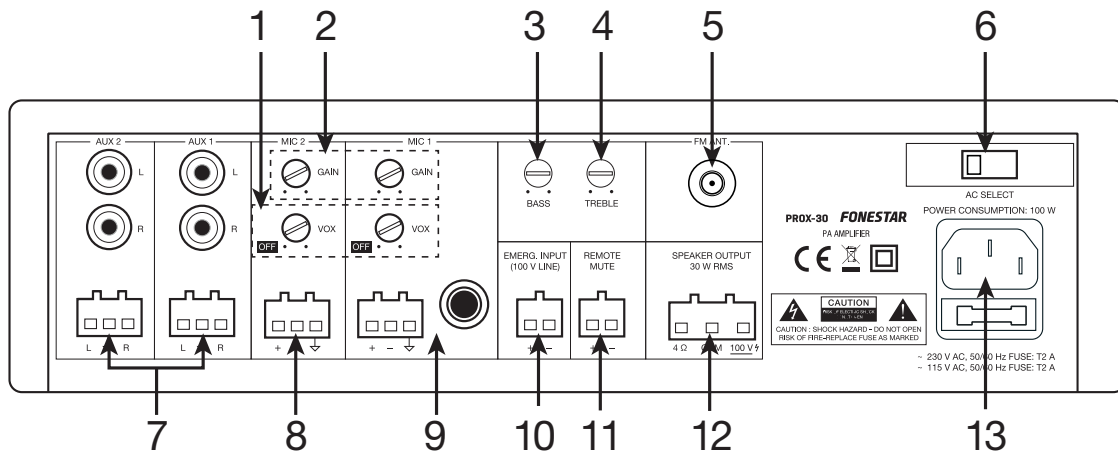 1 2 3 4 5 6
AUX 2 AUX 1 MIC 2 MIC 1 FM ANT.
L L GAIN GAIN
BASS TREBLE AC SELECT
R R OFF VOX OFF VOX
POWER CONSUMPTION: 100 W
PROX-30 FONESTAR
PA AMPLIFIER
CE
EMERG. INPUT REMOTE SPEAKER OUTPUT
(100 V LINE) MUTE 30 W RMS
CAUTION
CAUTION : SHOCK HAZARD - DO NOT OPEN
RISK OF FIRE-REPLACE FUSE AS MARKED
L R L R + + - + - + - 4 Ω 100 V
~ 230 V AC, 50/60 Hz FUSE: T2 A
~ 115 V AC, 50/60 Hz FUSE: T2 A
7 8 9 10 11 12 13